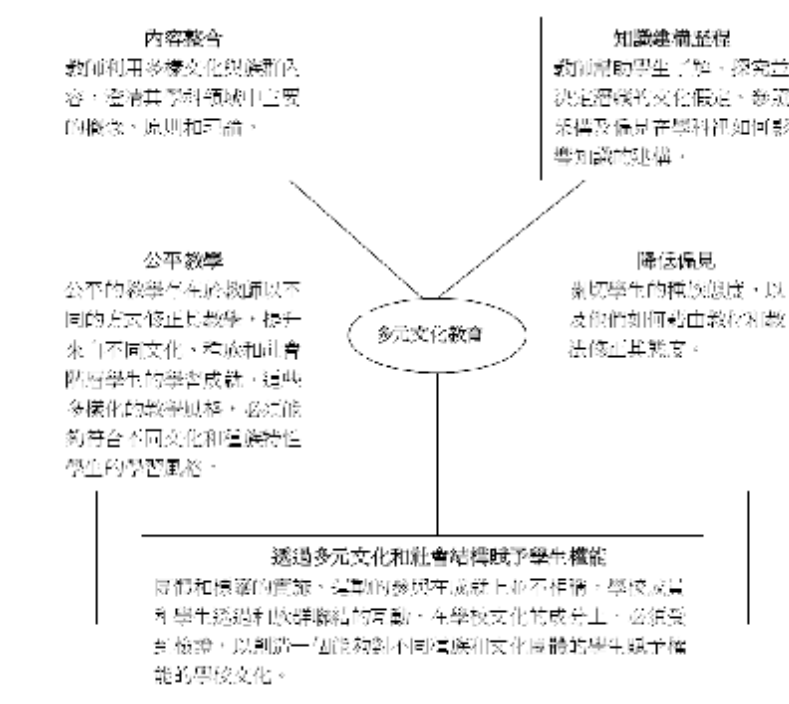 內容整合
教師利用多樣文化與族群內
容,澄清其學科領域中主要
的概念、原則和理論。
知識建構歷程
教師幫助學生了解、探究並
決定潛藏的文化假定、參照
架構及偏見在學科裡如何影
響知識的建構。
公平教學
公平的教學存在於教師以不
同的方式修正其教學,提升
來自不同文化、種族和社會
階層學生的學習成就,這些
多樣化的教學風格,必須能
夠符合不同文化和種族特性
學生的學習風格。
降低偏見
學生的種族態度,以
及他們如何藉由教材和教
法修正其態度。
多元文化教育
透過多元文化和社會結構賦予學生權能
和標籤的實施、運動的參與在成就上並不相稱,學校成員
和學生透過和族群聯結的互動,在學校文化的成分上,必須受
到檢證,以創造一個能夠對不同種族和文化團體的學生賦予權
能的學校文化。